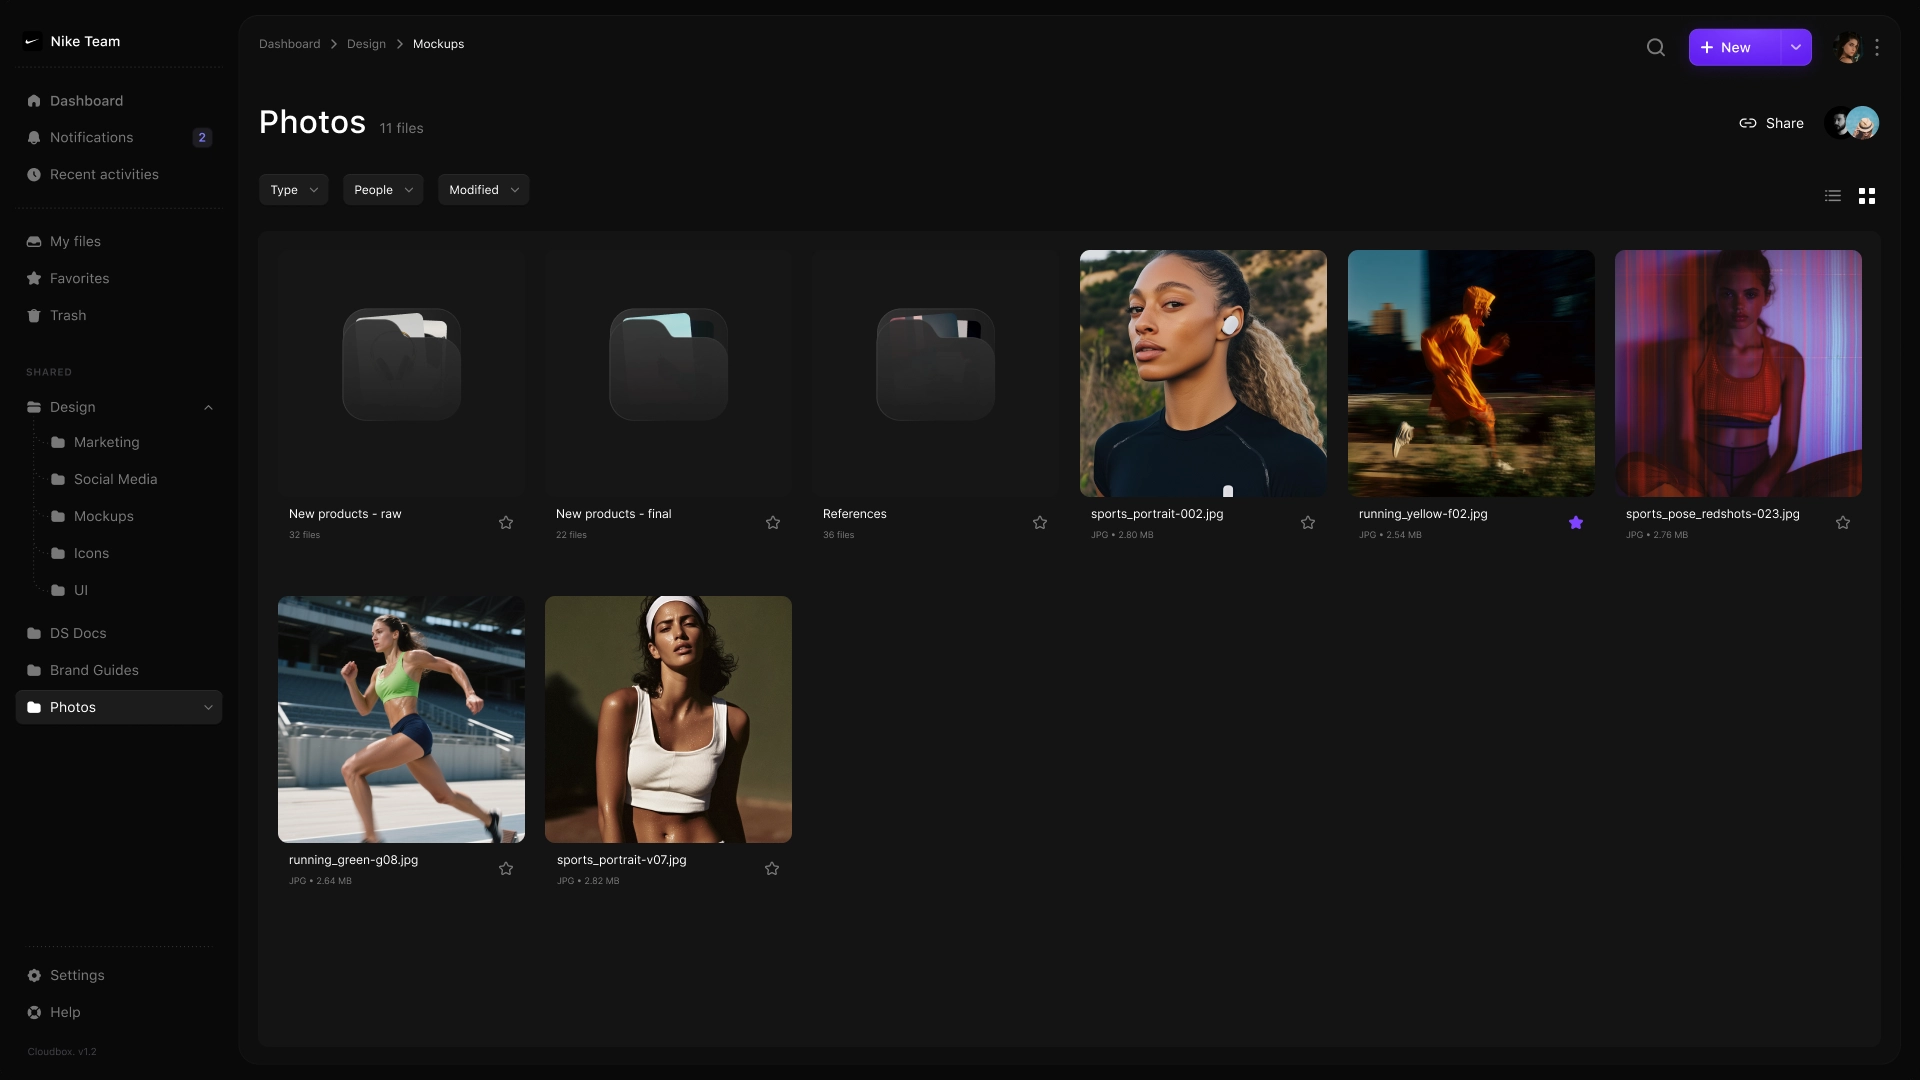 Nike Team
Dashboard
Notifications
2
Recent activities
My files
Favorites
Trash
SHARED
Design
Marketing
Social Media
Mockups
Icons
UI
DS Docs
Brand Guides
Photos
Settings
Help
Cloudbox. v1.2
Dashboard > Design > Mockups
New
Photos 11 files
Share
Type People Modified
New products - raw
32 files
New products - final
22 files
References
36 files
sports_portrait-002.jpg
JPG • 2.80 MB
running_yellow-f02.jpg
JPG • 2.54 MB
sports_pose_redshots-023.jpg
JPG • 2.76 MB
running_green-g08.jpg
JPG • 2.64 MB
sports_portrait-v07.jpg
JPG • 2.82 MB